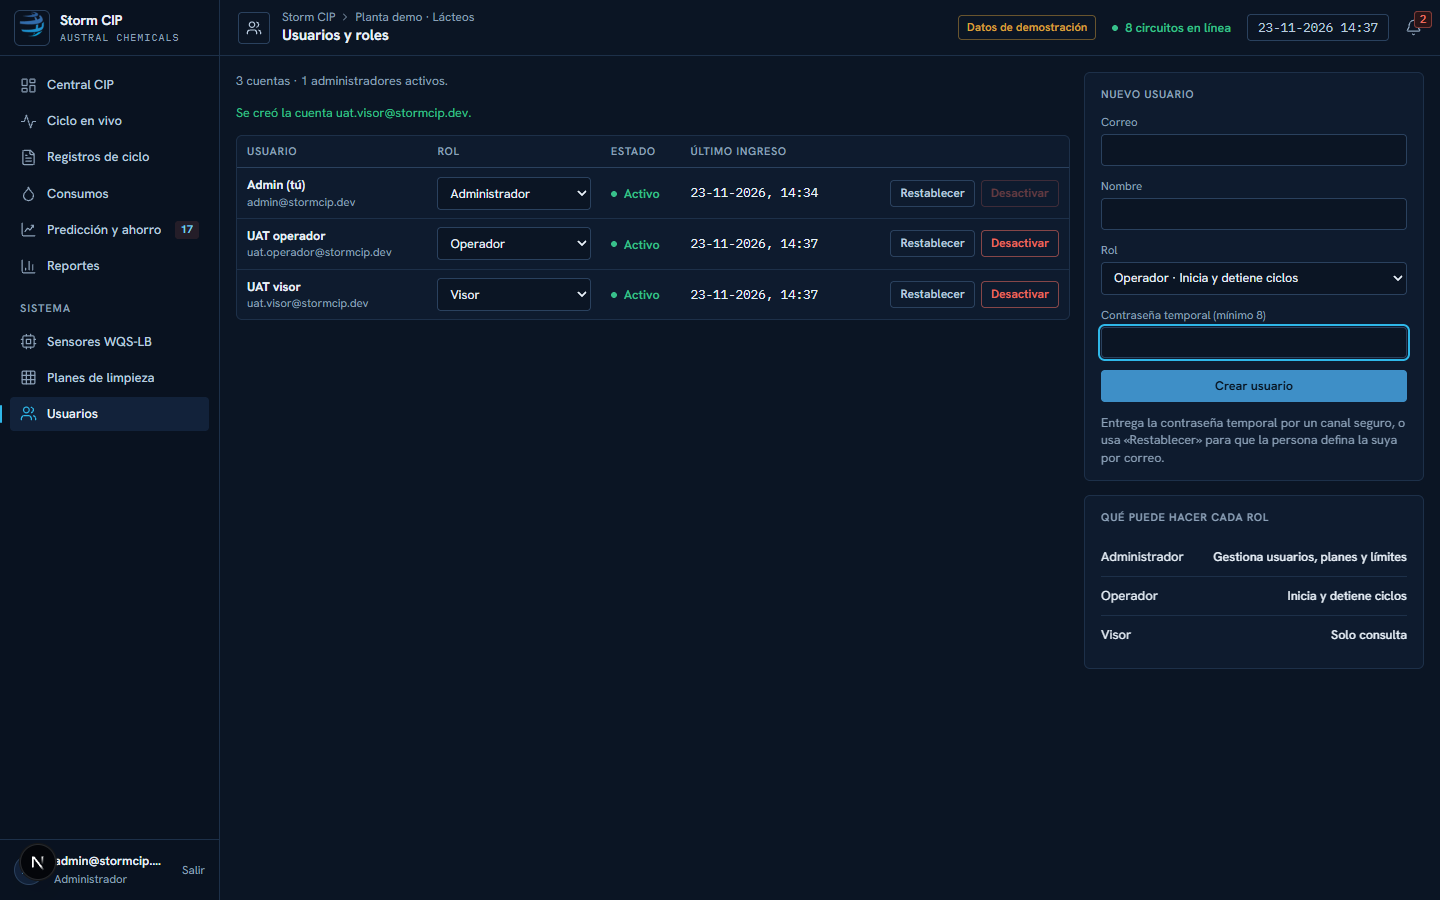 Storm CIP
AUSTRAL CHEMICALS
Central CIP
Ciclo en vivo
Registros de ciclo
Consumos
Predicción y ahorro 17
Reportes
SISTEMA
Sensores WQS-LB
Planes de limpieza
Usuarios
N
admin@stormcip....
Administrador
Salir
Storm CIP > Planta demo · Lácteos
Usuarios y roles
Datos de demostración
8 circuitos en línea
23-11-2026 14:37
2
3 cuentas · 1 administradores activos.
Se creó la cuenta uat.visor@stormcip.dev.
USUARIO ROL ESTADO ÚLTIMO INGRESO
Admin (tú)
admin@stormcip.dev
Administrador Activo 23-11-2026, 14:34 Restablecer Desactivar
UAT operador
uat.operador@stormcip.dev
Operador Activo 23-11-2026, 14:37 Restablecer Desactivar
UAT visor
uat.visor@stormcip.dev
Visor Activo 23-11-2026, 14:37 Restablecer Desactivar
NUEVO USUARIO
Correo
Nombre
Rol
Operador · Inicia y detiene ciclos
Contraseña temporal (mínimo 8)
Crear usuario
Entrega la contraseña temporal por un canal seguro, o
usa «Restablecer» para que la persona defina la suya
por correo.
QUÉ PUEDE HACER CADA ROL
Administrador Gestiona usuarios, planes y límites
Operador Inicia y detiene ciclos
Visor Solo consulta